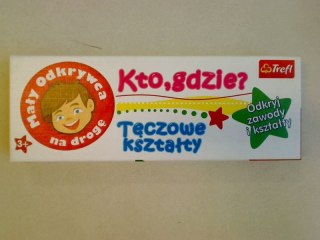 Mały Odkrywca
na drogę
3+
Kto, gdzie?
Tęczowe
kształty
Trefl
Odkryj
zawody
i kształty